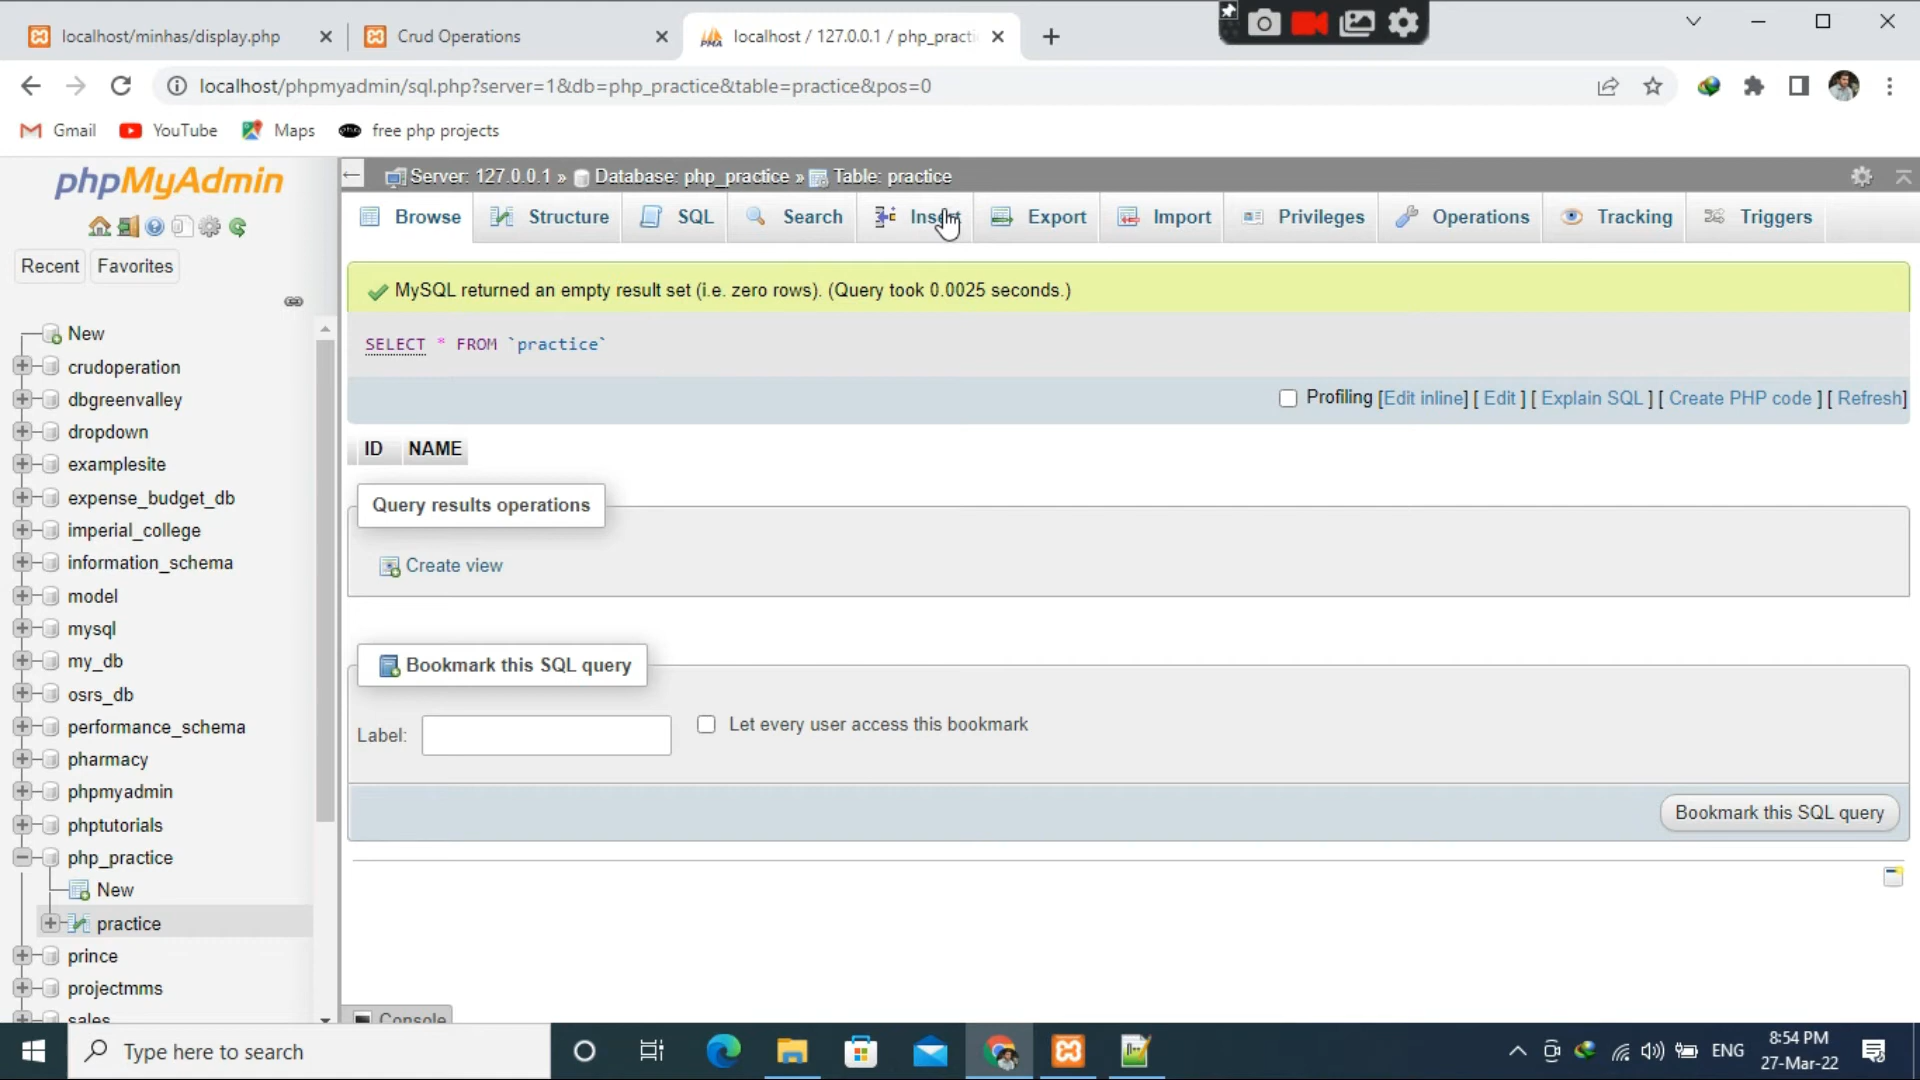 localhost/minhas/display.php
Crud Operations
localhost / 127.0.0.1 / php_practi
localhost/phpmyadmin/sql.php?server=1&db=php_practice&table=practice&pos=0
Gmail YouTube Maps free php projects
phpMyAdmin
Recent Favorites
New
crudoperation
dbgreenvalley
dropdown
examplesite
expense_budget_db
imperial_college
information_schema
model
mysql
my_db
osrs_db
performance_schema
pharmacy
phpmyadmin
phptutorials
php_practice
New
practice
prince
projectmms
sales
Server: 127.0.0.1 » Database: php_practice » Table: practice
Browse Structure SQL Search Insert Export Import Privileges Operations Tracking Triggers
MySQL returned an empty result set (i.e. zero rows). (Query took 0.0025 seconds.)
SELECT * FROM `practice`
Profiling [Edit inline] [ Edit ] [ Explain SQL ] [ Create PHP code ] [ Refresh]
ID NAME
Query results operations
Create view
Bookmark this SQL query
Label:
Let every user access this bookmark
Bookmark this SQL query
Console
Type here to search
ENG
8:54 PM
27-Mar-22